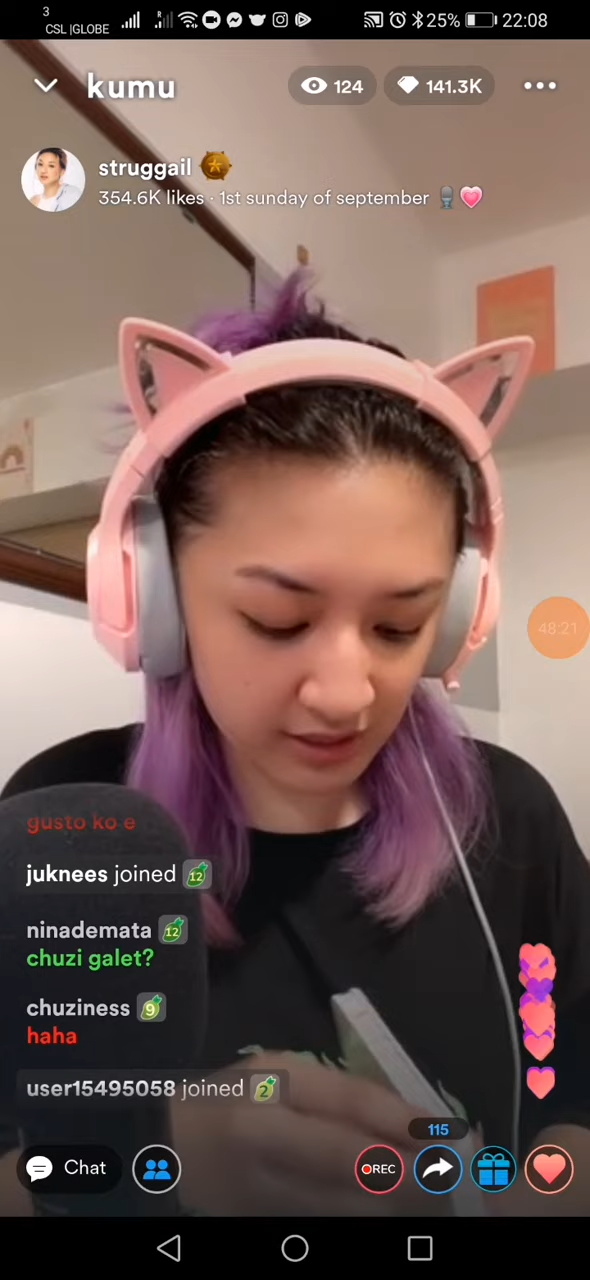 3
CSL |GLOBE
R
25%
22:08
kumu
124
141.3K
struggail
354.6K likes · 1st sunday of september
48:21
gusto ko e
juknees joined 12
ninademata 12
chuzi galet?
chuziness 9
haha
user15495058 joined 2
115
Chat
REC